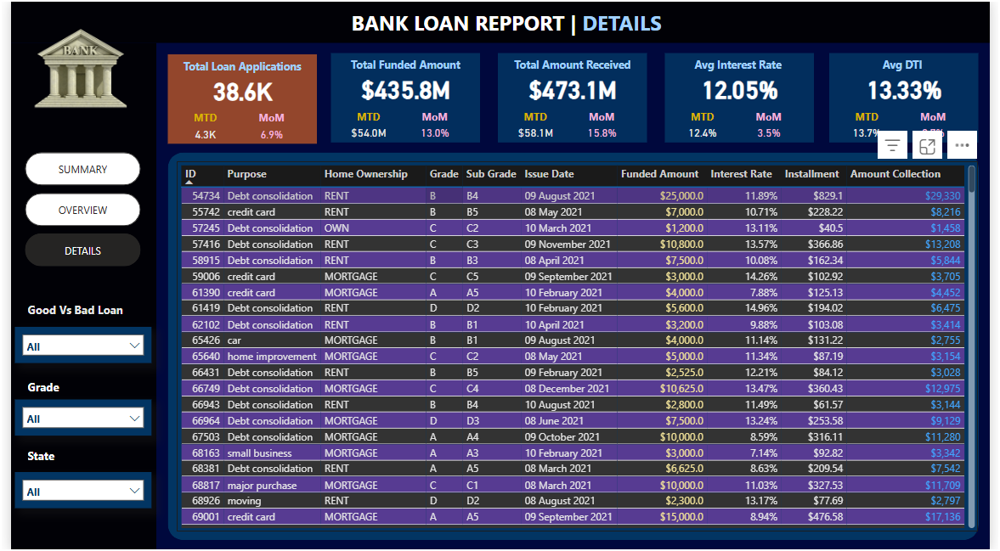 BANK LOAN REPPORT | DETAILS
BANK
Total Loan Applications
38.6K
MTD MoM
4.3K 6.9%
Total Funded Amount
$435.8M
MTD MoM
$54.0M 13.0%
Total Amount Received
$473.1M
MTD MoM
$58.1M 15.8%
Avg Interest Rate
12.05%
MTD MoM
12.4% 3.5%
Avg DTI
13.33%
MTD MoM
13.7%
SUMMARY
OVERVIEW
DETAILS
Good Vs Bad Loan
All
Grade
All
State
All
ID Purpose Home Ownership Grade Sub Grade Issue Date Funded Amount Interest Rate Installment Amount Collection
54734 Debt consolidation RENT B B4 09 August 2021 $25,000.0 11.89% $829.1 $29,330
55742 credit card RENT B B5 08 May 2021 $7,000.0 10.71% $228.22 $8,216
57245 Debt consolidation OWN C C2 10 March 2021 $1,200.0 13.11% $40.5 $1,458
57416 Debt consolidation RENT C C3 09 November 2021 $10,800.0 13.57% $366.86 $13,208
58915 Debt consolidation RENT B B3 08 April 2021 $7,500.0 10.08% $162.34 $5,844
59006 credit card MORTGAGE C C5 09 September 2021 $3,000.0 14.26% $102.92 $3,705
61390 credit card MORTGAGE A A5 10 February 2021 $4,000.0 7.88% $125.13 $4,452
61419 Debt consolidation RENT D D2 10 February 2021 $5,600.0 14.96% $194.02 $6,475
62102 Debt consolidation RENT B B1 10 April 2021 $3,200.0 9.88% $103.08 $3,414
65426 car MORTGAGE B B1 09 August 2021 $4,000.0 11.14% $131.22 $2,755
65640 home improvement MORTGAGE C C2 08 May 2021 $5,000.0 11.34% $87.19 $3,154
66431 Debt consolidation RENT B B5 09 February 2021 $2,525.0 12.21% $84.12 $3,028
66749 Debt consolidation MORTGAGE C C4 08 December 2021 $10,625.0 13.47% $360.43 $12,975
66943 Debt consolidation RENT B B4 10 August 2021 $2,800.0 11.49% $61.57 $3,144
66964 Debt consolidation MORTGAGE D D3 08 June 2021 $7,500.0 13.24% $253.58 $9,129
67503 Debt consolidation MORTGAGE A A4 09 October 2021 $10,000.0 8.59% $316.11 $11,280
68163 small business MORTGAGE A A3 10 February 2021 $3,000.0 7.14% $92.82 $3,342
68381 Debt consolidation RENT A A5 08 March 2021 $6,625.0 8.63% $209.54 $7,542
68817 major purchase MORTGAGE C C1 08 March 2021 $10,000.0 11.03% $327.53 $11,709
68926 moving RENT D D2 08 August 2021 $2,300.0 13.17% $77.69 $2,797
69001 credit card MORTGAGE A A5 09 September 2021 $15,000.0 8.94% $476.58 $17,136